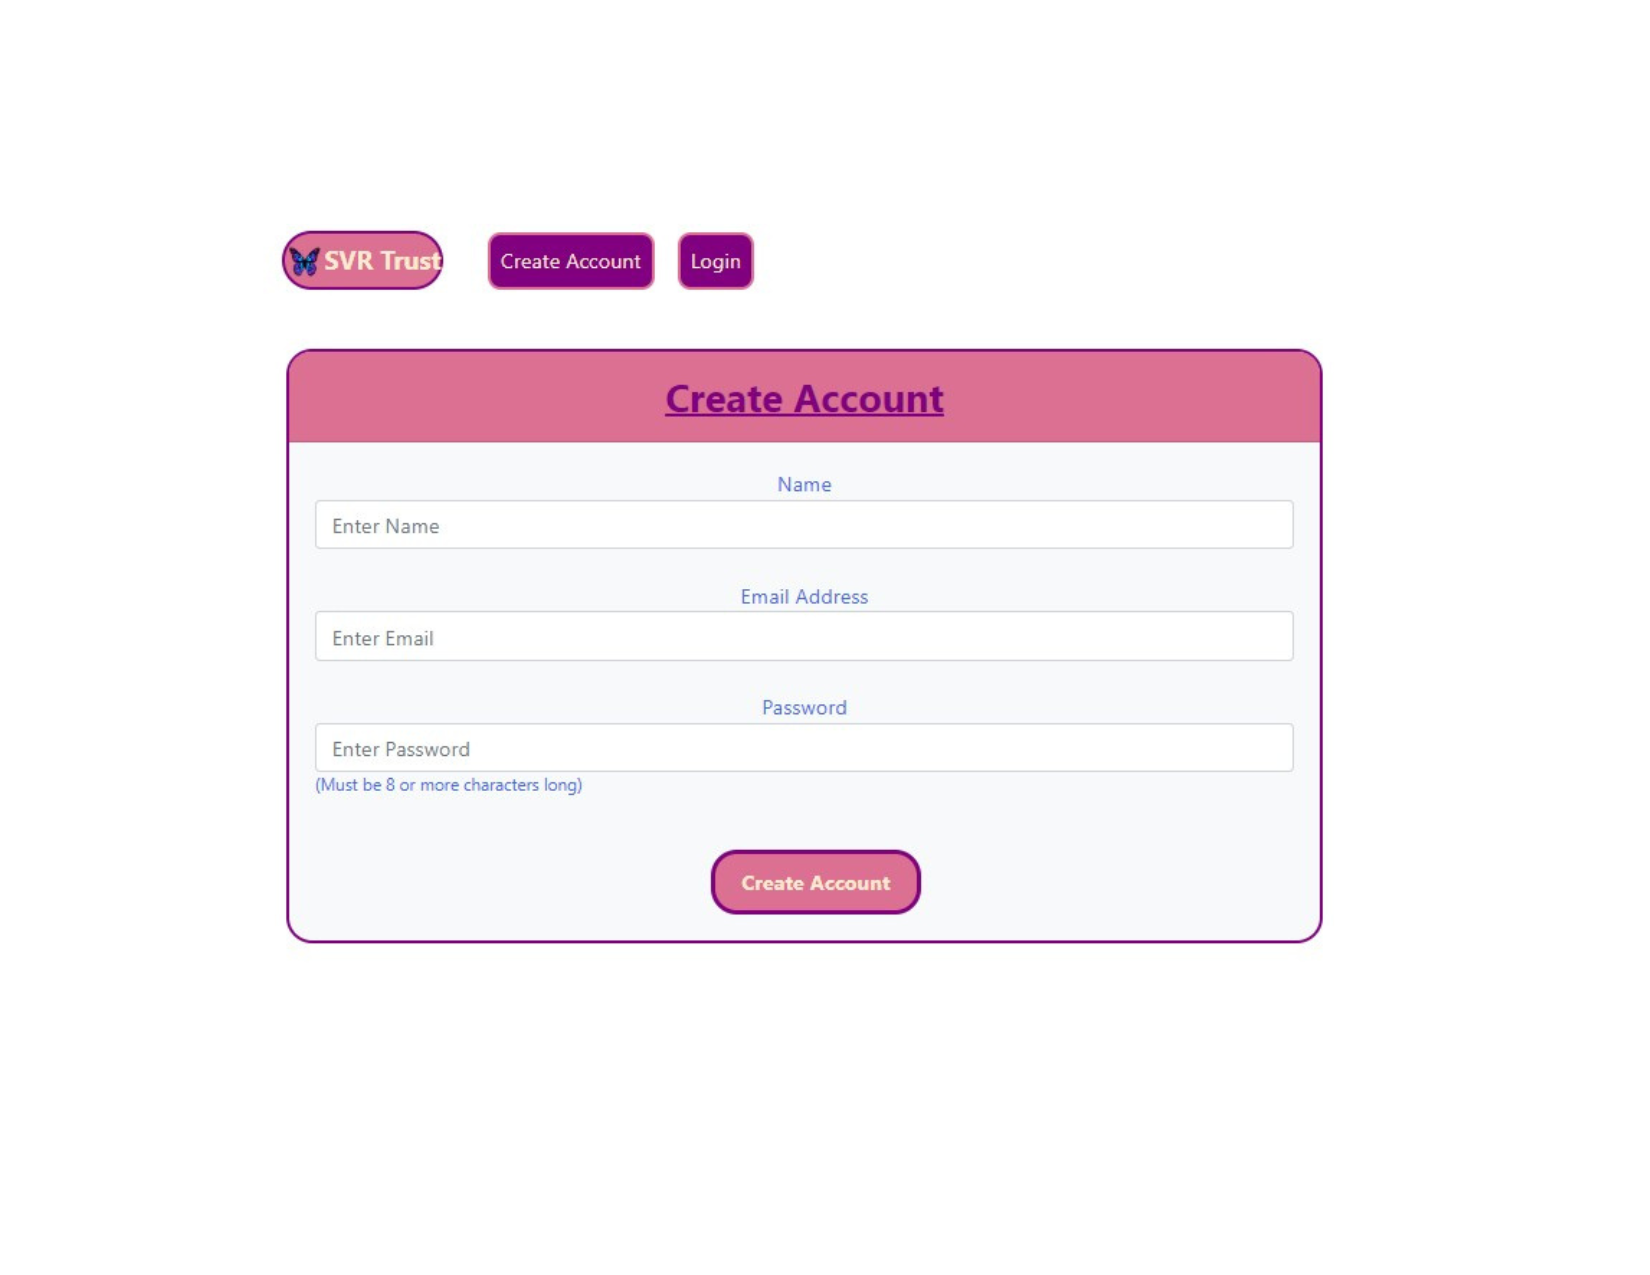 SVR Trust Create Account Login
Create Account
Name
Enter Name
Email Address
Enter Email
Password
Enter Password
(Must be 8 or more characters long)
Create Account